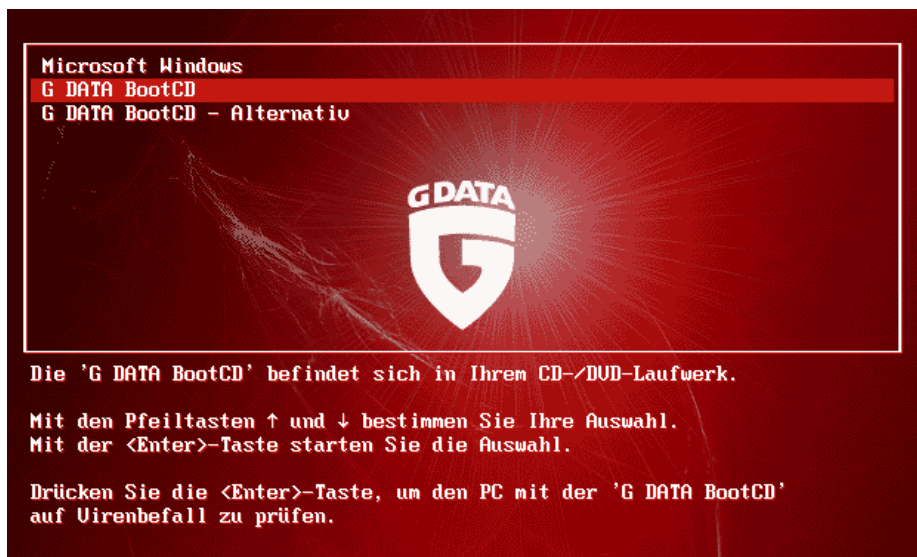 Microsoft Windows
G DATA BootCD
G DATA BootCD - Alternativ
G DATA
Die 'G DATA BootCD' befindet sich in Ihrem CD-/DVD-Laufwerk.
Mit den Pfeiltasten ↑ und ↓ bestimmen Sie Ihre Auswahl.
Mit der <Enter>-Taste starten Sie die Auswahl.
Drücken Sie die <Enter>-Taste, um den PC mit der 'G DATA BootCD'
auf Virenbefall zu prüfen.